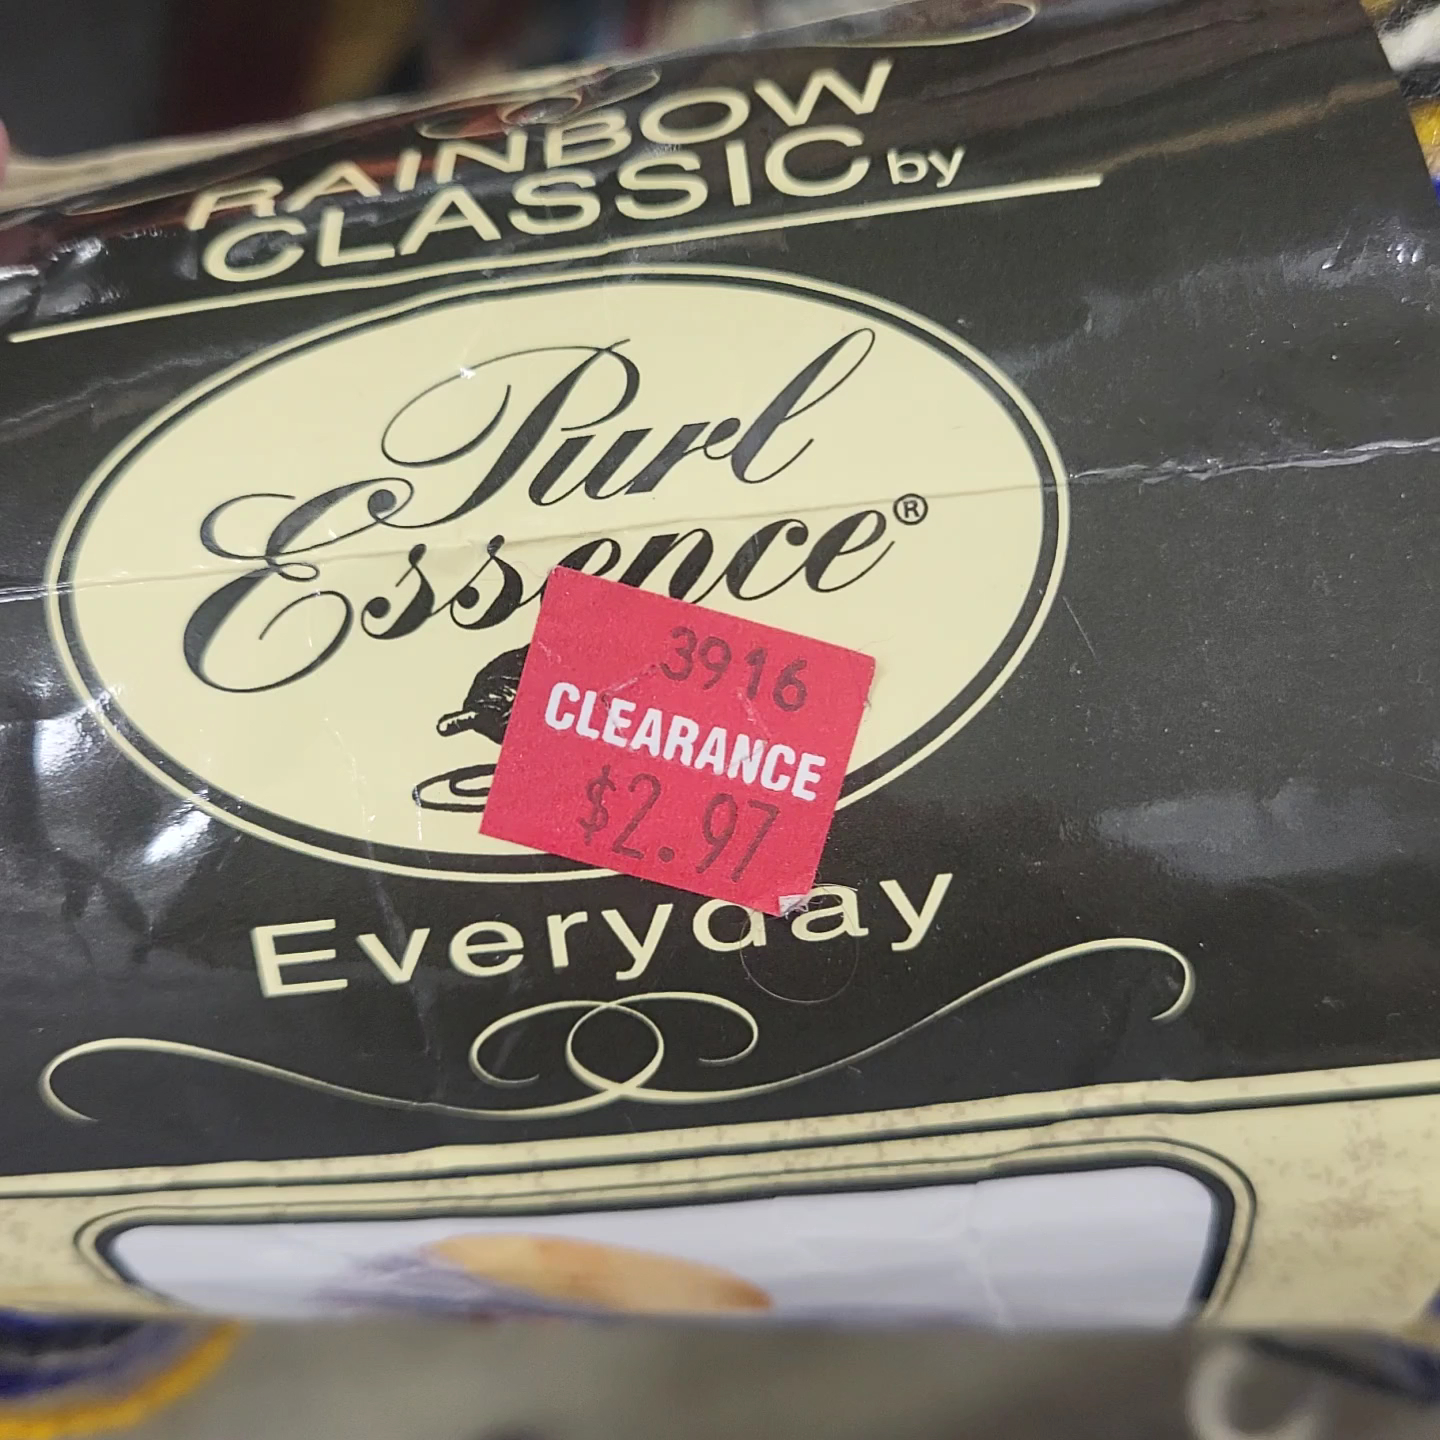 RAINBOW
CLASSIC by
Purl
Essence®
3916
CLEARANCE
$2.97
Everyday